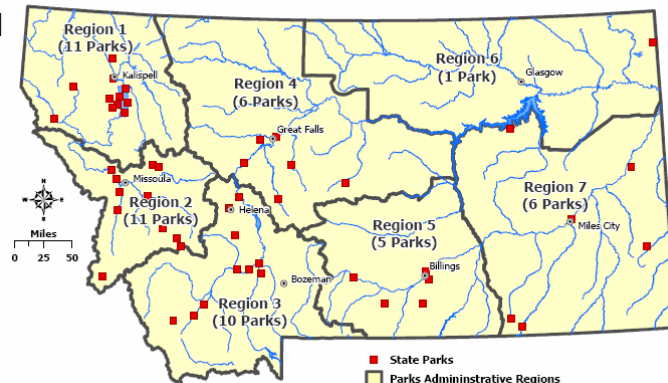 Region 1
(11 Parks)
Kalispell
Region 4
(6 Parks)
Great Falls
Region 6
(1 Park)
Glasgow
Missoula
Region 2
(11 Parks)
Helena
Region 7
(6 Parks)
Miles City
Region 5
(5 Parks)
Billings
N
W E
S
Miles
0 25 50
Region 3
(10 Parks)
Bozeman
State Parks
Parks Admininstrative Regions